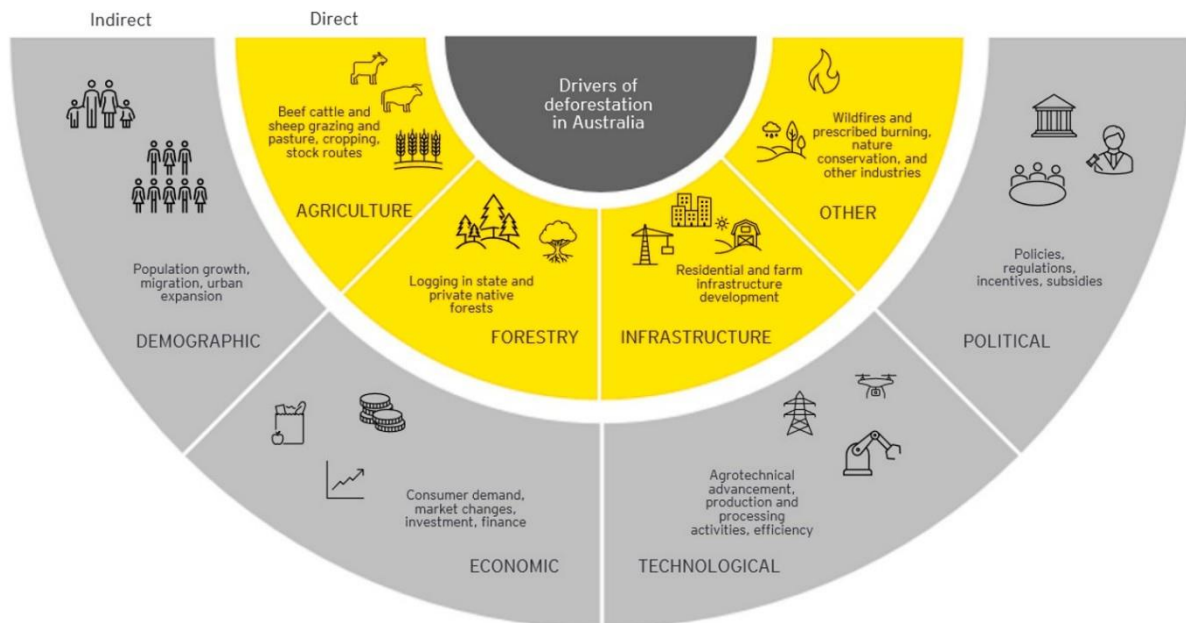 Indirect
Direct
Drivers of
deforestation
in Australia
Beef cattle and
sheep grazing and
pasture, cropping,
stock routes
AGRICULTURE
Logging in state and
private native
forests
FORESTRY
Residential and farm
infrastructure
development
INFRASTRUCTURE
Wildfires and
prescribed burning,
nature
conservation, and
other industries
OTHER
Population growth,
migration, urban
expansion
DEMOGRAPHIC
Consumer demand,
market changes,
investment, finance
ECONOMIC
Agrotechnical
advancement,
production and
processing
activities, efficiency
TECHNOLOGICAL
Policies,
regulations,
incentives, subsidies
POLITICAL